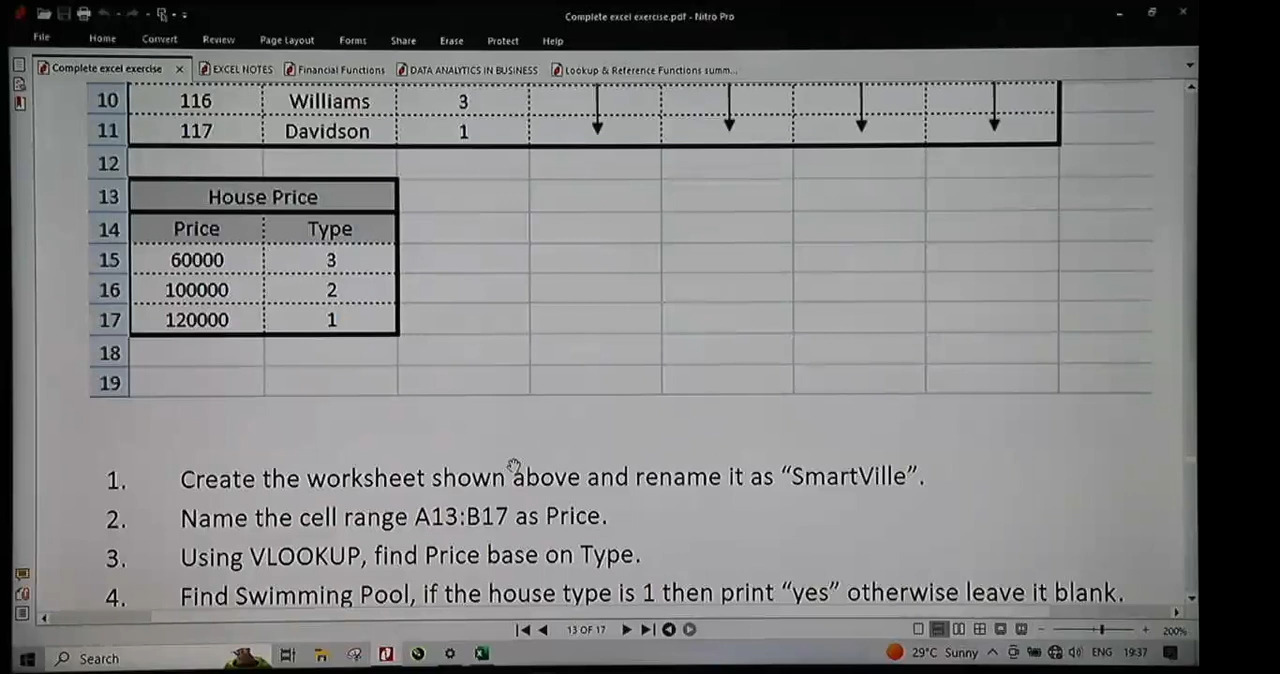 Complete excel exercise.pdf - Nitro Pro
File Home Convert Review Page Layout Forms Share Erase Protect Help
Complete excel exercise × EXCEL NOTES Financial Functions DATA ANALYTICS IN BUSINESS Lookup & Reference Functions summ...
10 116 Williams 3
11 117 Davidson 1
12
13 House Price
14 Price Type
15 60000 3
16 100000 2
17 120000 1
18
19
1. Create the worksheet shown above and rename it as “SmartVille”.
2. Name the cell range A13:B17 as Price.
3. Using VLOOKUP, find Price base on Type.
4. Find Swimming Pool, if the house type is 1 then print “yes” otherwise leave it blank.
13 OF 17
200%
Search
29°C Sunny ENG 19:37